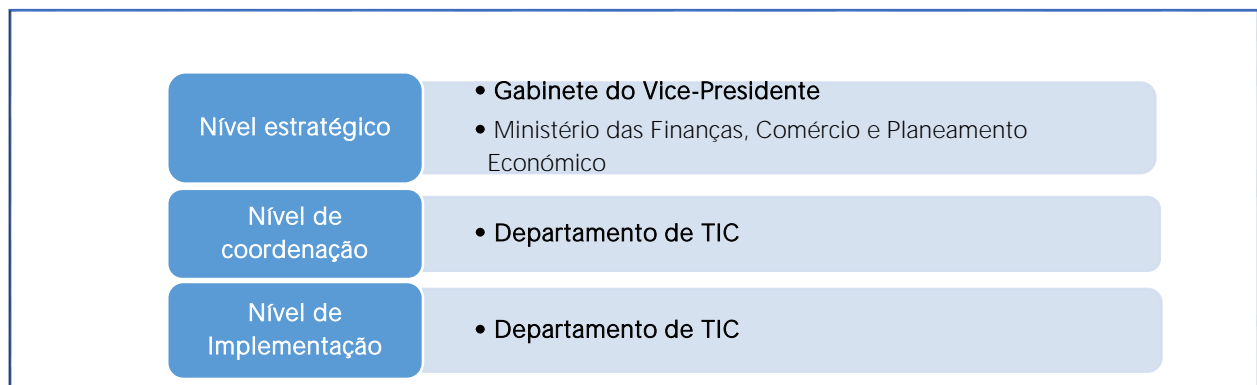 Nível estratégico
• Gabinete do Vice-Presidente
• Ministério das Finanças, Comércio e Planeamento
Económico
Nível de
coordenação
• Departamento de TIC
Nível de
Implementação
• Departamento de TIC